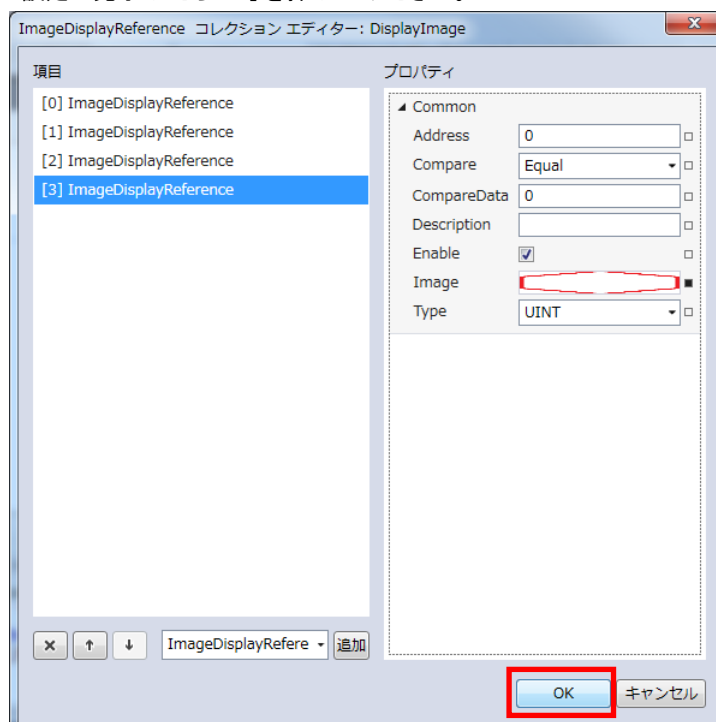 ImageDisplayReference コレクション エディター: DisplayImage
項目
[0] ImageDisplayReference
[1] ImageDisplayReference
[2] ImageDisplayReference
[3] ImageDisplayReference
ImageDisplayRefere
追加
プロパティ
Common
Address 0
Compare Equal
CompareData 0
Description
Enable
Image
Type UINT
OK
キャンセル